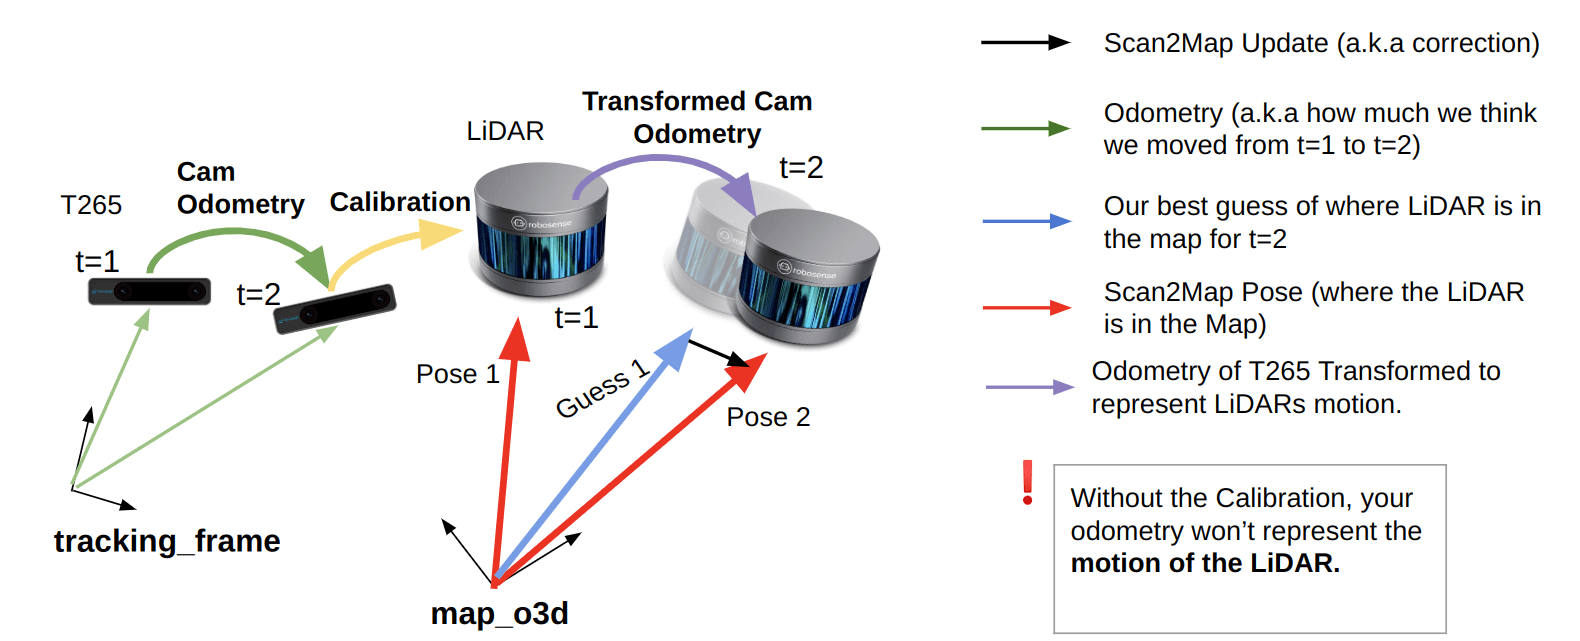 T265
Cam
Odometry
Calibration
t=1
t=2
tracking_frame
LiDAR
Transformed Cam
Odometry
t=2
robosense
robosense
t=1
Pose 1
Guess 1
Pose 2
map_o3d
Scan2Map Update (a.k.a correction)
Odometry (a.k.a how much we think
we moved from t=1 to t=2)
Our best guess of where LiDAR is in
the map for t=2
Scan2Map Pose (where the LiDAR
is in the Map)
Odometry of T265 Transformed to
represent LiDARs motion.
Without the Calibration, your
odometry won’t represent the
motion of the LiDAR.